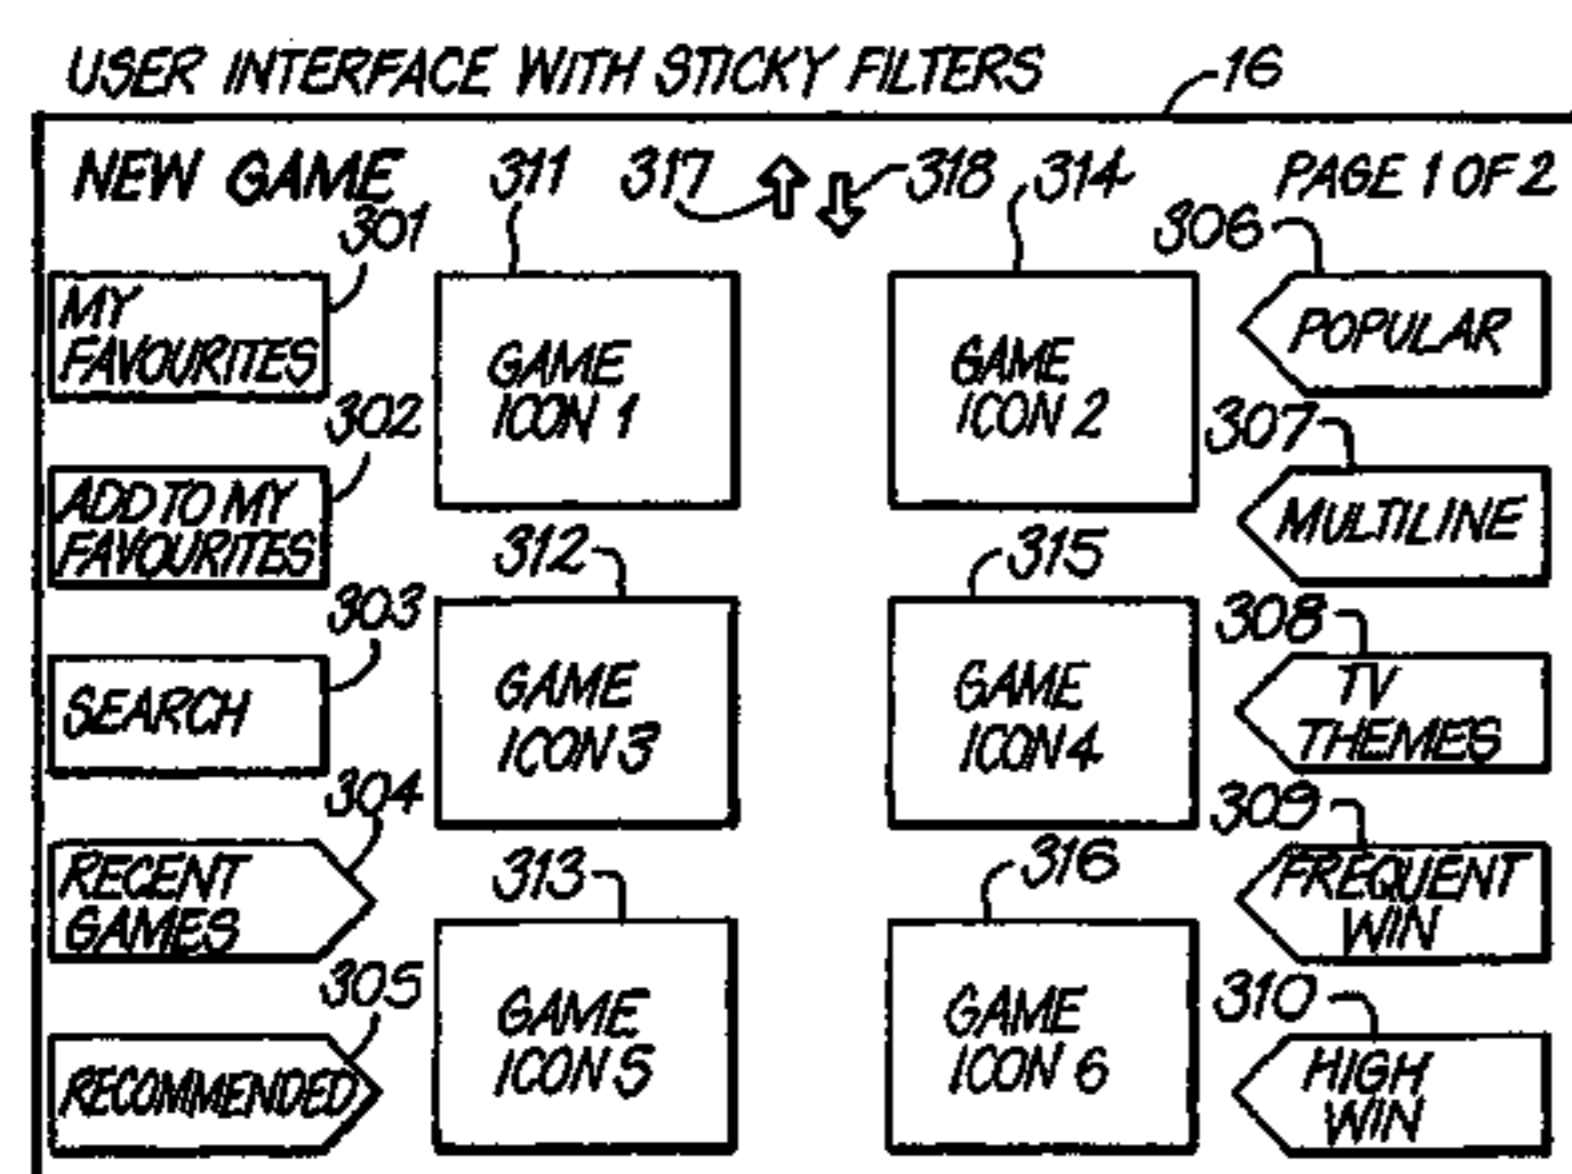 USER INTERFACE WITH STICKY FILTERS
16
NEW GAME
311
317
318
314
PAGE 1 OF 2
301
306
MY
FAVOURITES
GAME
ICON 1
GAME
ICON 2
POPULAR
302
307
ADD TO MY
FAVOURITES
MULTILINE
312
315
303
308
SEARCH
GAME
ICON 3
GAME
ICON 4
TV
THEMES
304
309
RECENT
GAMES
313
316
FREQUENT
WIN
305
310
RECOMMENDED
GAME
ICON 5
GAME
ICON 6
HIGH
WIN